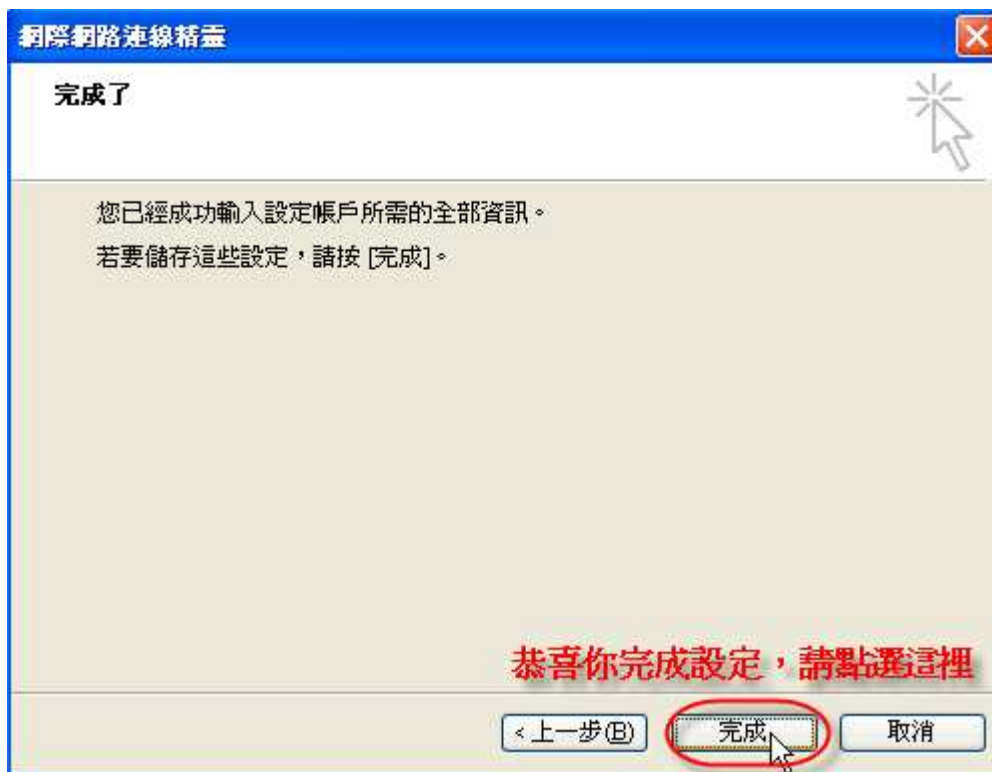 網際網路連線精靈
完成了
您已經成功輸入設定帳戶所需的全部資訊。
若要儲存這些設定，請按 [完成]。
恭喜你完成設定，請點選這裡
< 上一步(B)
完成
取消